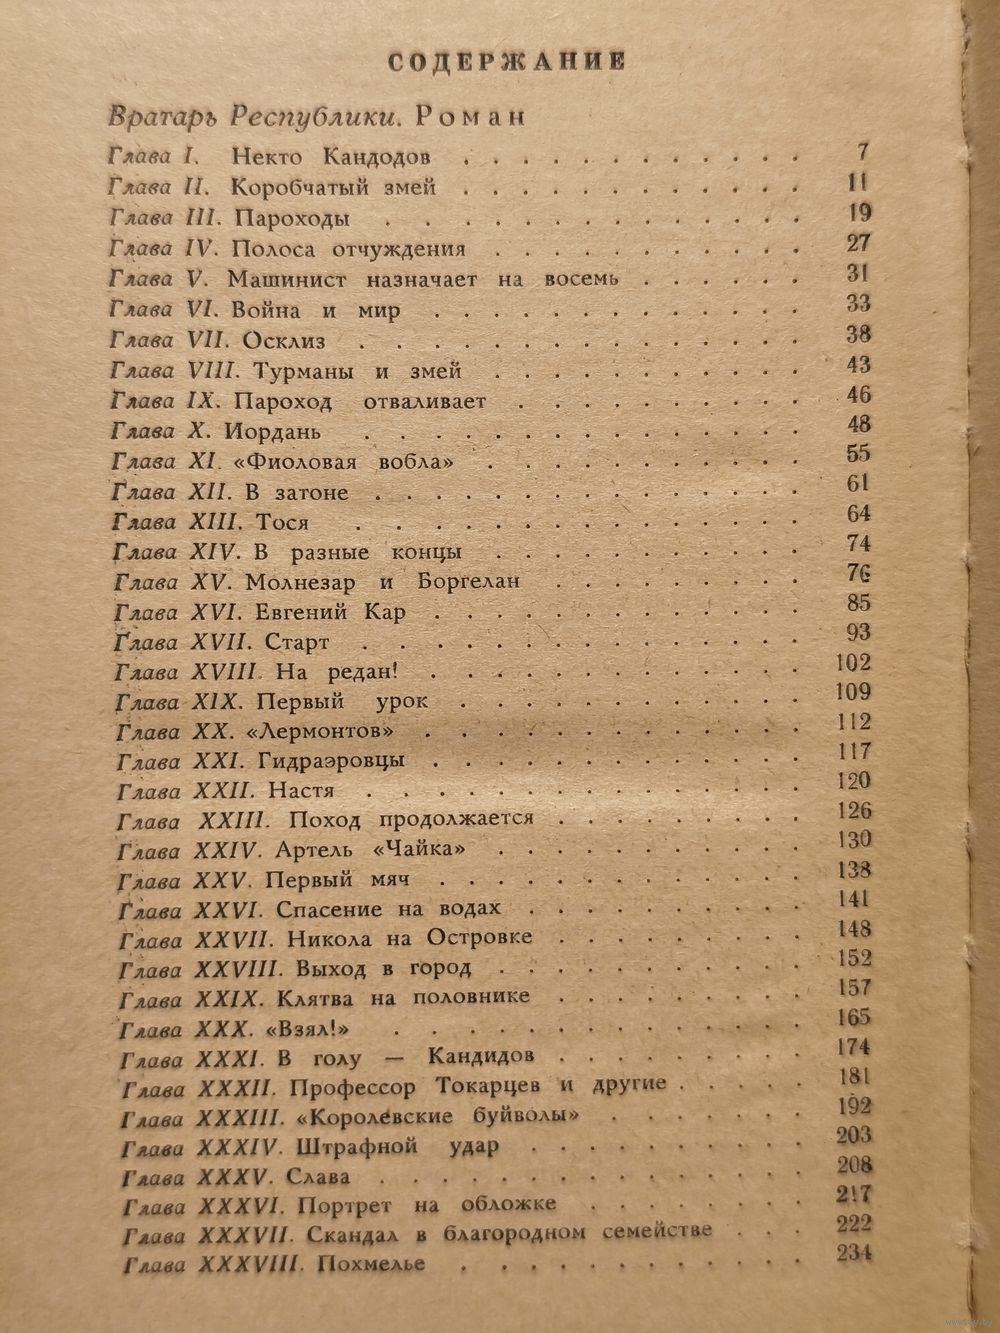 СОДЕРЖАНИЕ
Вратарь Республики. Роман
Глава I. Некто Кандодов . . . . . . . . . . 7
Глава II. Коробчатый змей . . . . . . . . . . 11
Глава III. Пароходы . . . . . . . . . . . . 19
Глава IV. Полоса отчуждения . . . . . . . . . 27
Глава V. Машинист назначает на восемь . . . . . . 31
Глава VI. Война и мир . . . . . . . . . . . 33
Глава VII. Осклиз . . . . . . . . . . . . . 38
Глава VIII. Турманы и змей . . . . . . . . . 43
Глава IX. Пароход отваливает . . . . . . . . . 46
Глава X. Иордань . . . . . . . . . . . . . 48
Глава XI. «Фиоловая вобла» . . . . . . . . . 55
Глава XII. В затоне . . . . . . . . . . . . 61
Глава XIII. Тося . . . . . . . . . . . . . 64
Глава XIV. В разные концы . . . . . . . . . 74
Глава XV. Молнезар и Боргелан . . . . . . . . 76
Глава XVI. Евгений Кар . . . . . . . . . . . 85
Глава XVII. Старт . . . . . . . . . . . . . 93
Глава XVIII. На редан! . . . . . . . . . . . 102
Глава XIX. Первый урок . . . . . . . . . . 109
Глава XX. «Лермонтов» . . . . . . . . . . . 112
Глава XXI. Гидраэровцы . . . . . . . . . . . 117
Глава XXII. Настя . . . . . . . . . . . . . 120
Глава XXIII. Поход продолжается . . . . . . . . 126
Глава XXIV. Артель «Чайка» . . . . . . . . . 130
Глава XXV. Первый мяч . . . . . . . . . . . 138
Глава XXVI. Спасение на водах . . . . . . . . 141
Глава XXVII. Никола на Островке . . . . . . . . 148
Глава XXVIII. Выход в город . . . . . . . . . 152
Глава XXIX. Клятва на половнике . . . . . . . . 157
Глава XXX. «Взял!» . . . . . . . . . . . . 165
Глава XXXI. В голу — Кандидов . . . . . . . . 174
Глава XXXII. Профессор Токарцев и другие . . . . . 181
Глава XXXIII. «Королевские буйволы» . . . . . . . 192
Глава XXXIV. Штрафной удар . . . . . . . . 203
Глава XXXV. Слава . . . . . . . . . . . . 208
Глава XXXVI. Портрет на обложке . . . . . . . 217
Глава XXXVII. Скандал в благородном семействе . . . 222
Глава XXXVIII. Похмелье . . . . . . . . . . 234